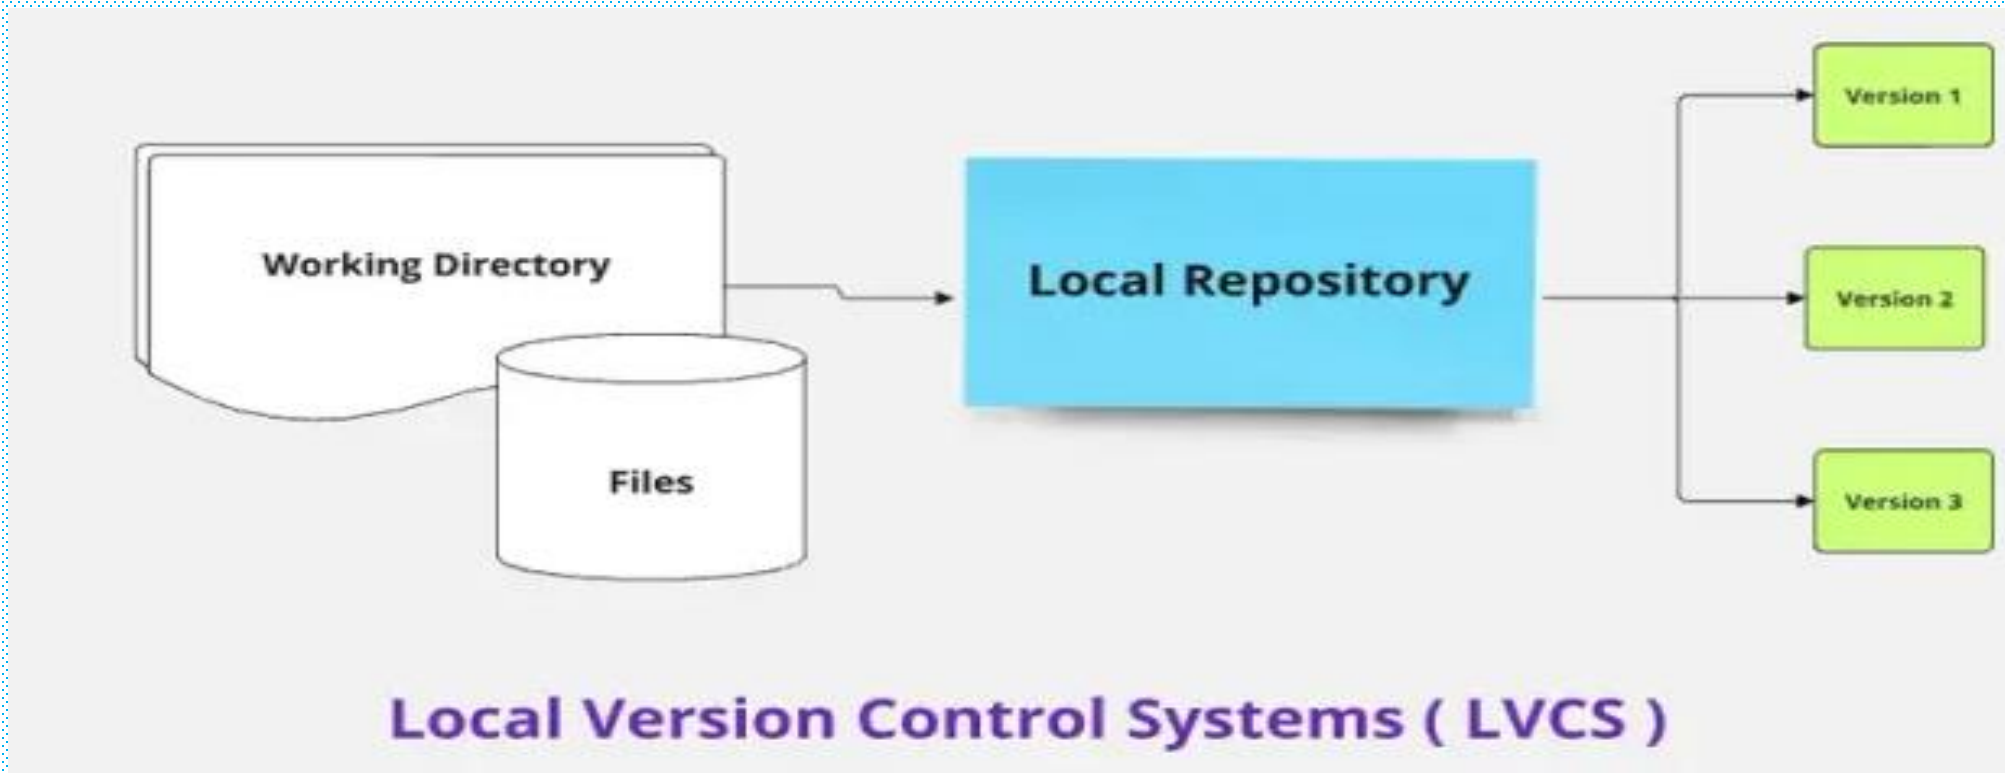 Version 1
Working Directory
Local Repository
Version 2
Files
Version 3
Local Version Control Systems ( LVCS )